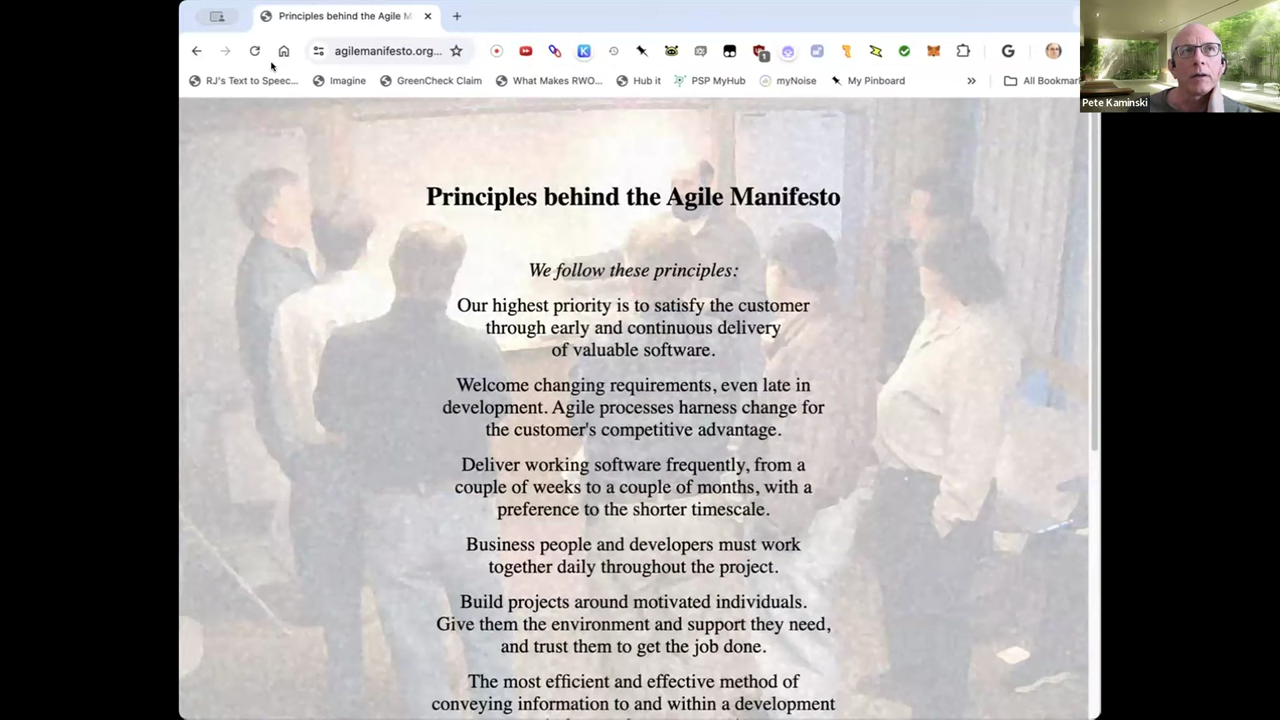 Principles behind the Agile M
agilemanifesto.org...
1
G
K
RJ's Text to Speec...
Imagine
GreenCheck Claim
What Makes RWO...
Hub it
PSP MyHub
myNoise
My Pinboard
»
All Bookmar
Pete Kaminski
Principles behind the Agile Manifesto
We follow these principles:
Our highest priority is to satisfy the customer
through early and continuous delivery
of valuable software.
Welcome changing requirements, even late in
development. Agile processes harness change for
the customer's competitive advantage.
Deliver working software frequently, from a
couple of weeks to a couple of months, with a
preference to the shorter timescale.
Business people and developers must work
together daily throughout the project.
Build projects around motivated individuals.
Give them the environment and support they need,
and trust them to get the job done.
The most efficient and effective method of
conveying information to and within a development